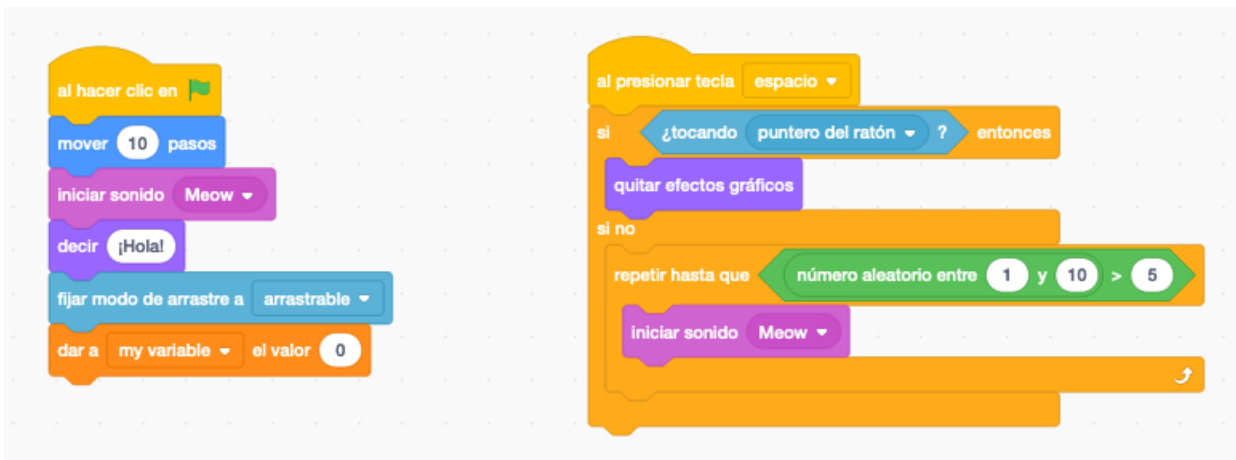 al hacer clic en
mover 10 pasos
iniciar sonido Meow
decir ¡Hola!
fijar modo de arrastre a arrastrable
dar a my variable el valor 0
al presionar tecla espacio
si ¿tocando puntero del ratón ? entonces
quitar efectos gráficos
si no
repetir hasta que número aleatorio entre 1 y 10 > 5
iniciar sonido Meow